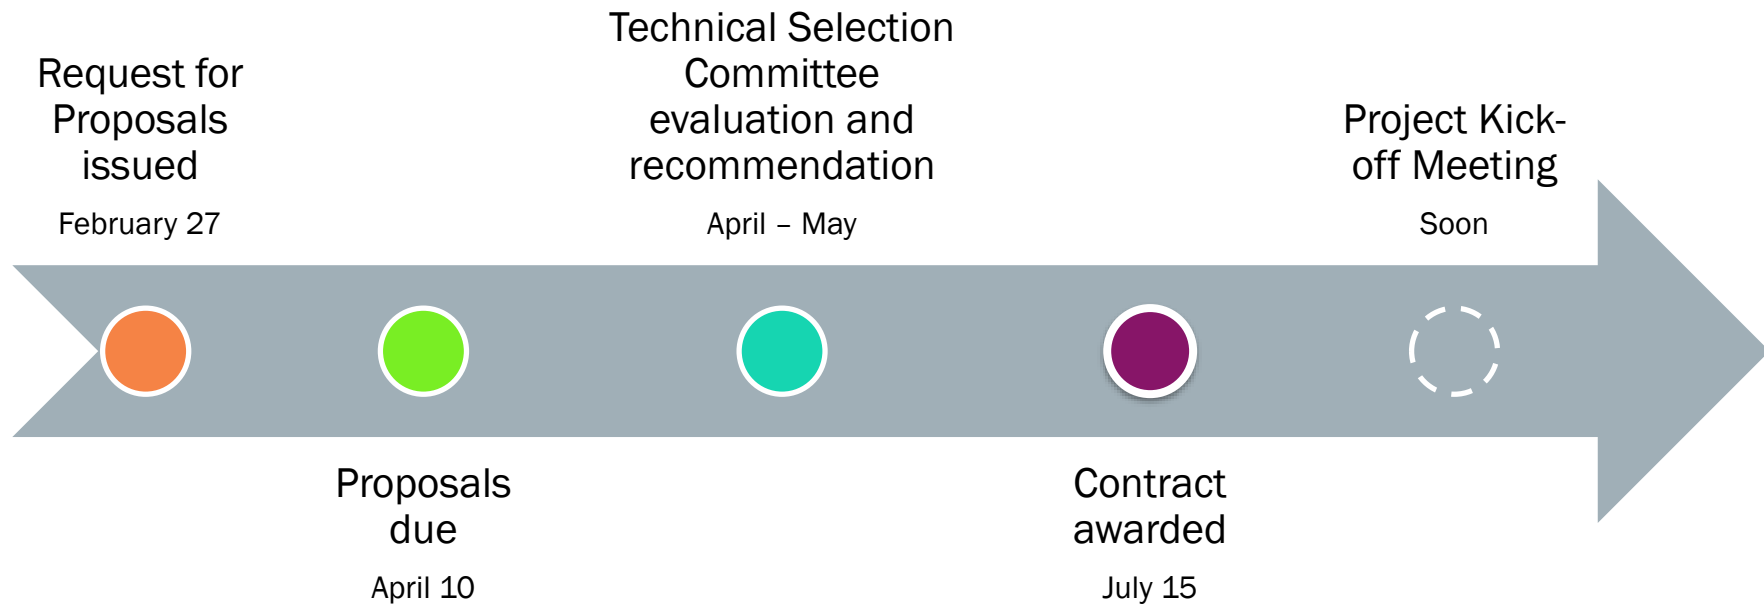 Request for
Proposals
issued
February 27
Proposals
due
April 10
Technical Selection
Committee
evaluation and
recommendation
April – May
Contract
awarded
July 15
Project Kick-
off Meeting
Soon